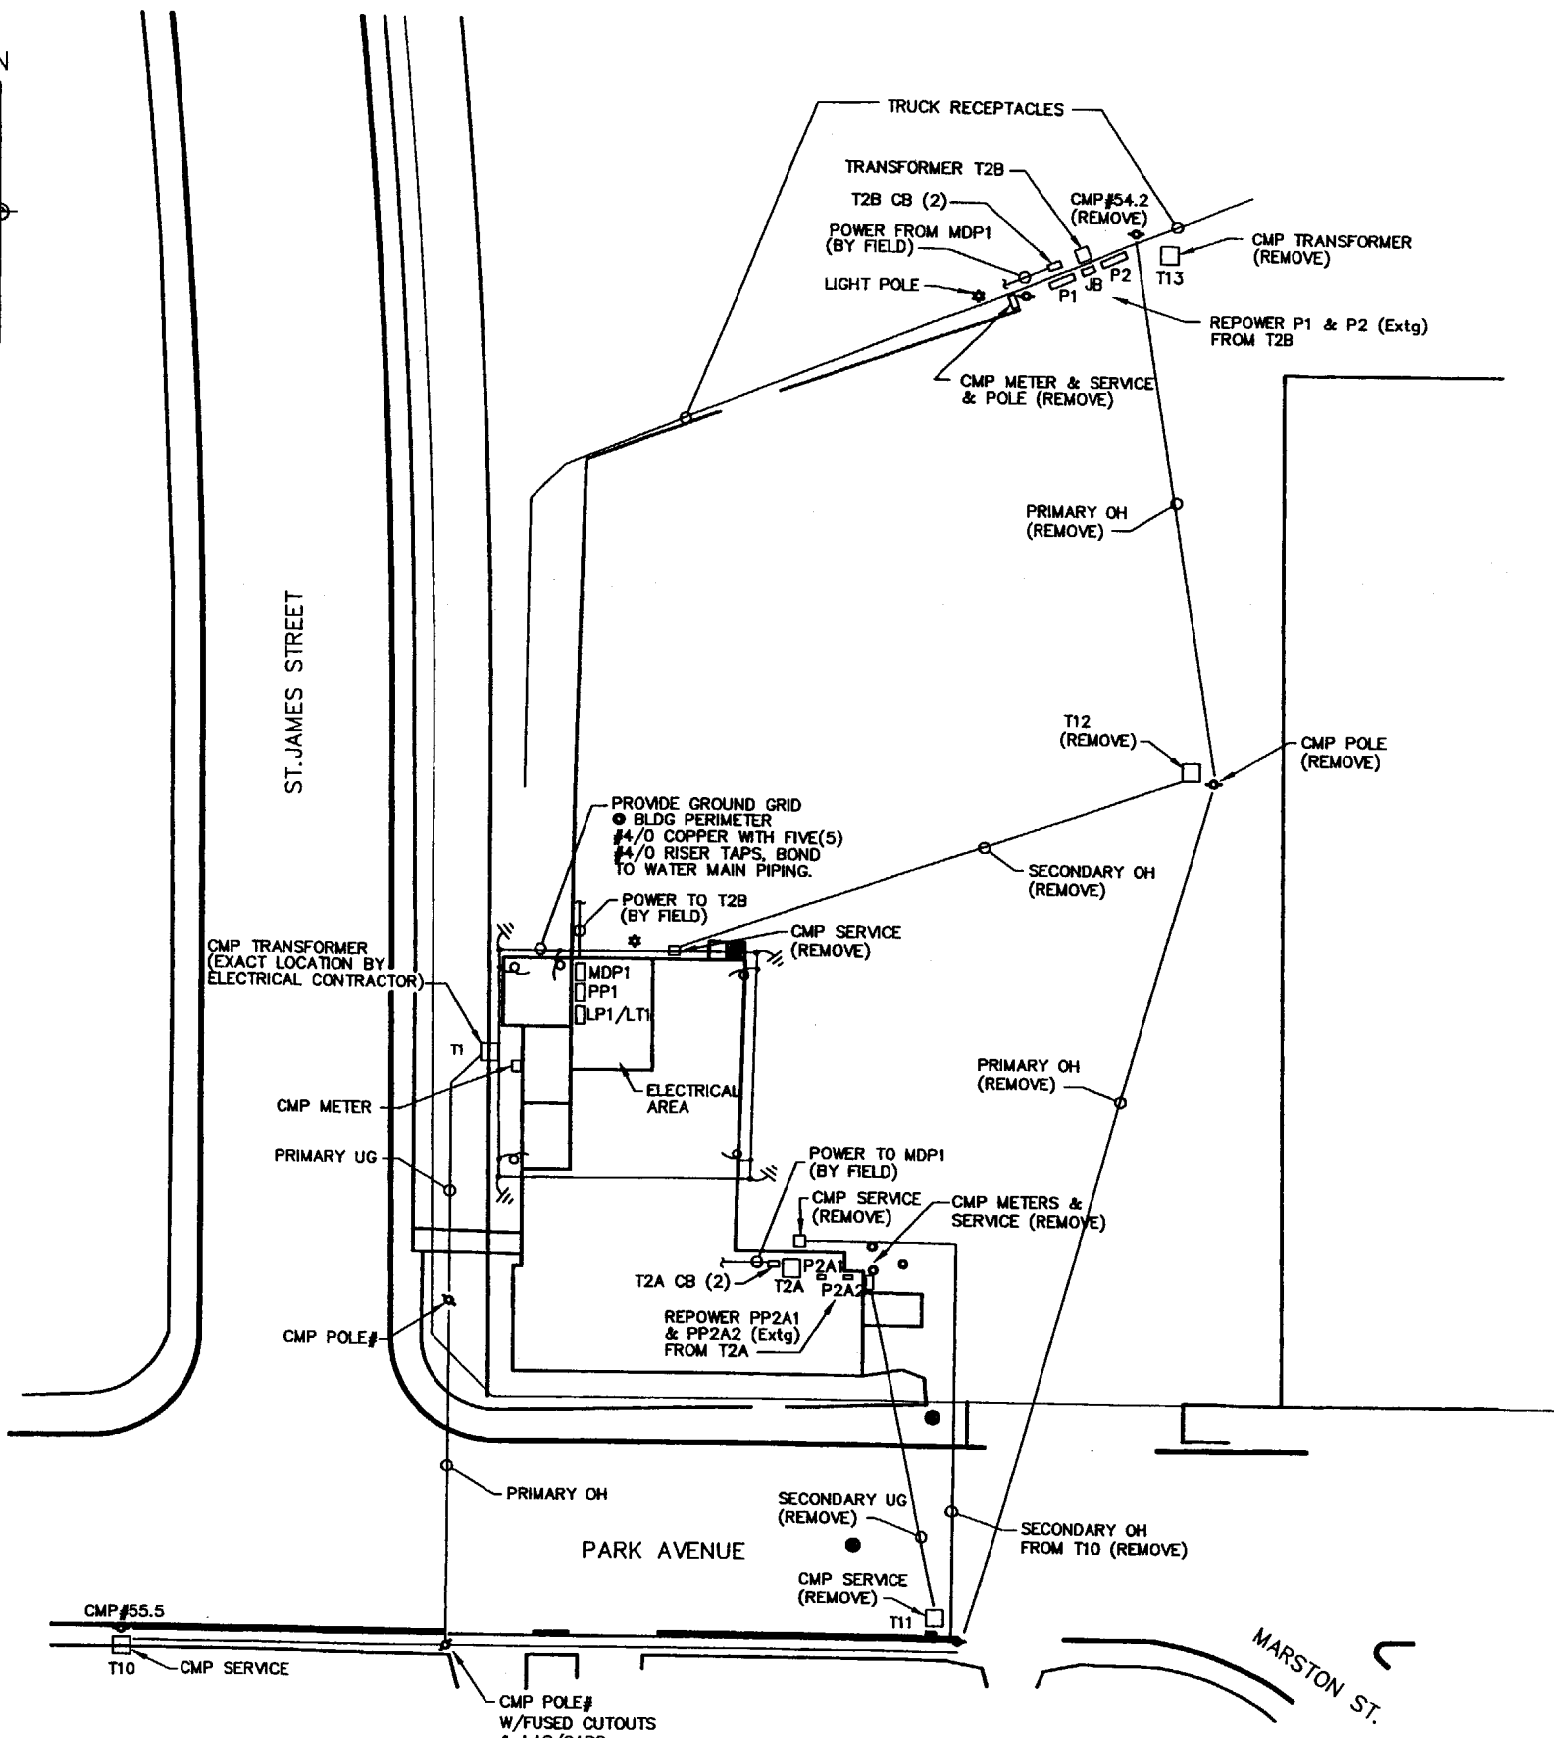 N
TRUCK RECEPTACLES
TRANSFORMER T2B
T2B CB (2)
CMP#54.2
(REMOVE)
POWER FROM MDP1
(BY FIELD)
CMP TRANSFORMER
(REMOVE)
LIGHT POLE
P1
JB
P2
T13
REPOWER P1 & P2 (Extg)
FROM T2B
CMP METER & SERVICE
& POLE (REMOVE)
PRIMARY OH
(REMOVE)
ST.JAMES STREET
T12
(REMOVE)
CMP POLE
(REMOVE)
PROVIDE GROUND GRID
BLDG PERIMETER
#4/0 COPPER WITH FIVE(5)
#4/0 RISER TAPS, BOND
TO WATER MAIN PIPING.
SECONDARY OH
(REMOVE)
POWER TO T2B
(BY FIELD)
CMP SERVICE
(REMOVE)
CMP TRANSFORMER
(EXACT LOCATION BY
ELECTRICAL CONTRACTOR)
MDP1
PP1
LP1/LT1
T1
ELECTRICAL
AREA
CMP METER
PRIMARY OH
(REMOVE)
PRIMARY UG
POWER TO MDP1
(BY FIELD)
CMP SERVICE
(REMOVE)
CMP METERS &
SERVICE (REMOVE)
T2A CB (2)
T2A
P2A1
P2A2
REPOWER PP2A1
& PP2A2 (Extg)
FROM T2A
CMP POLE#
PRIMARY OH
SECONDARY UG
(REMOVE)
SECONDARY OH
FROM T10 (REMOVE)
PARK AVENUE
CMP SERVICE
(REMOVE)
T11
CMP#55.5
T10
CMP SERVICE
MARSTON ST.
CMP POLE#
W/FUSED CUTOUTS